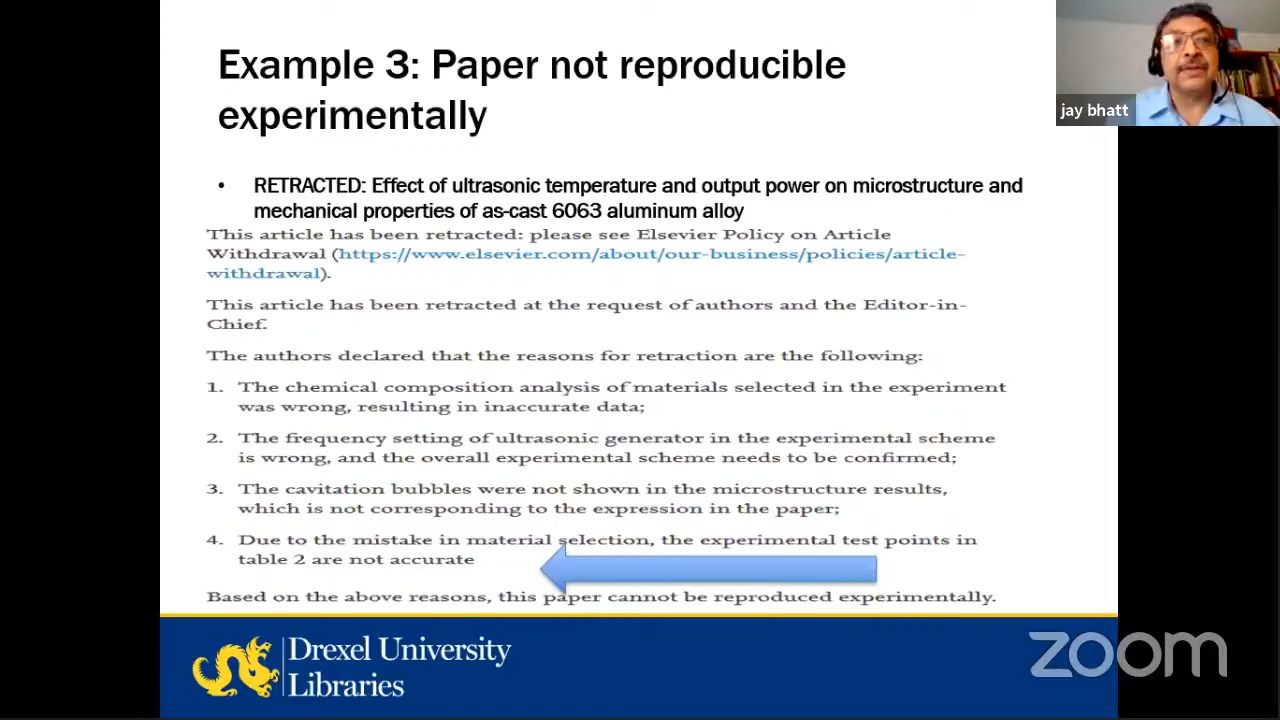 Example 3: Paper not reproducible
experimentally
jay bhatt
• RETRACTED: Effect of ultrasonic temperature and output power on microstructure and
mechanical properties of as-cast 6063 aluminum alloy
This article has been retracted: please see Elsevier Policy on Article
Withdrawal (https://www.elsevier.com/about/our-business/policies/article-
withdrawal).
This article has been retracted at the request of authors and the Editor-in-
Chief.
The authors declared that the reasons for retraction are the following:
1. The chemical composition analysis of materials selected in the experiment
was wrong, resulting in inaccurate data;
2. The frequency setting of ultrasonic generator in the experimental scheme
is wrong, and the overall experimental scheme needs to be confirmed;
3. The cavitation bubbles were not shown in the microstructure results,
which is not corresponding to the expression in the paper;
4. Due to the mistake in material selection, the experimental test points in
table 2 are not accurate
Based on the above reasons, this paper cannot be reproduced experimentally.
Drexel University
Libraries
zoom